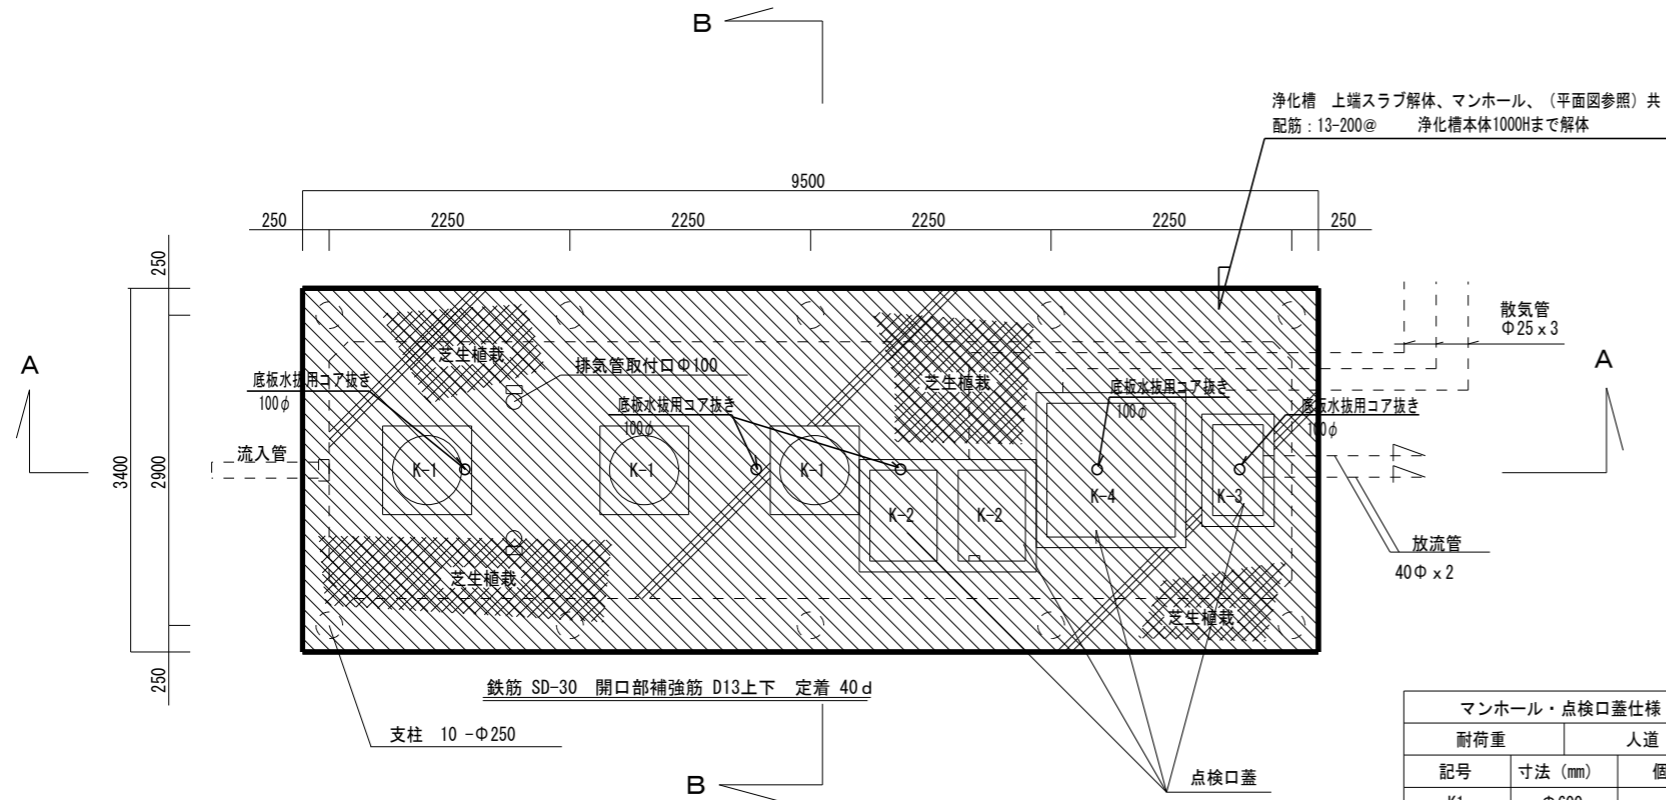 B
浄化槽　上端スラブ解体、マンホール、（平面図参照）共
配筋：13-200@　　浄化槽本体1000Hまで解体
9500
250
2250
2250
2250
2250
250
250
散気管
Φ25ｘ3
芝生植栽
排気管取付口Φ100
芝生植栽
A
A
底板水抜用コア抜き
100φ
底板水抜用コア抜き
100φ
底板水抜用コア抜き
100φ
底板水抜用コア抜き
100φ
流入管
3400
2900
K-1
K-1
K-1
K-4
K-3
K-2
K-2
放流管
40Φｘ2
芝生植栽
芝生植栽
250
鉄筋 SD-30　開口部補強筋 D13上下　定着 40ｄ
支柱　10 -Φ250
B
点検口蓋
マンホール・点検口蓋仕様
耐荷重
人道
記号
寸法（mm）